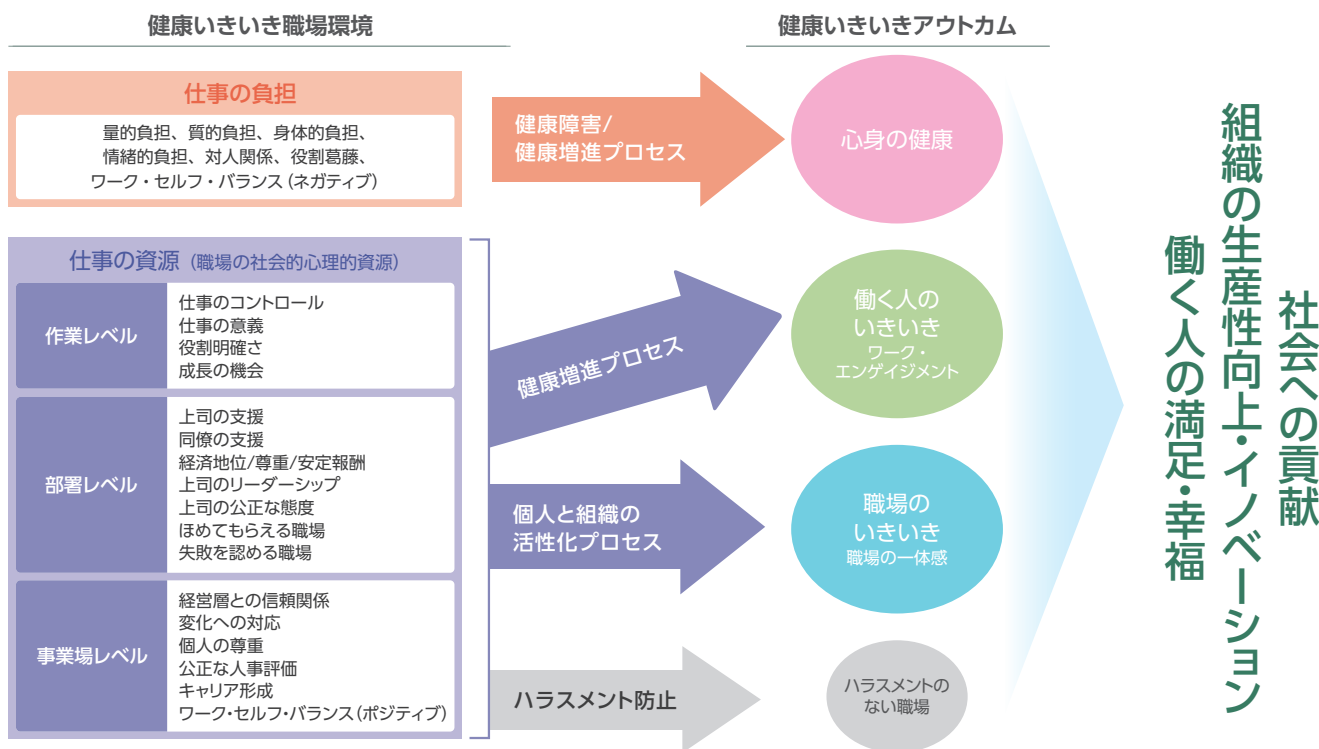 健康いきいき職場環境
健康いきいきアウトカム
仕事の負担
量的負担、質的負担、身体的負担、
情緒的負担、対人関係、役割葛藤、
ワーク・セルフ・バランス（ネガティブ）
健康障害/
健康増進プロセス
心身の健康
仕事の資源（職場の社会的心理的資源）
作業レベル
仕事のコントロール
仕事の意義
役割明確さ
成長の機会
部署レベル
上司の支援
同僚の支援
経済地位/尊重/安定報酬
上司のリーダーシップ
上司の公正な態度
ほめてもらえる職場
失敗を認める職場
事業場レベル
経営層との信頼関係
変化への対応
個人の尊重
公正な人事評価
キャリア形成
ワーク・セルフ・バランス（ポジティブ）
健康増進プロセス
働く人の
いきいき
ワーク・
エンゲイジメント
個人と組織の
活性化プロセス
職場の
いきいき
職場の一体感
ハラスメント防止
ハラスメントの
ない職場
社会への貢献
組織の生産性向上・イノベーション
働く人の満足・幸福